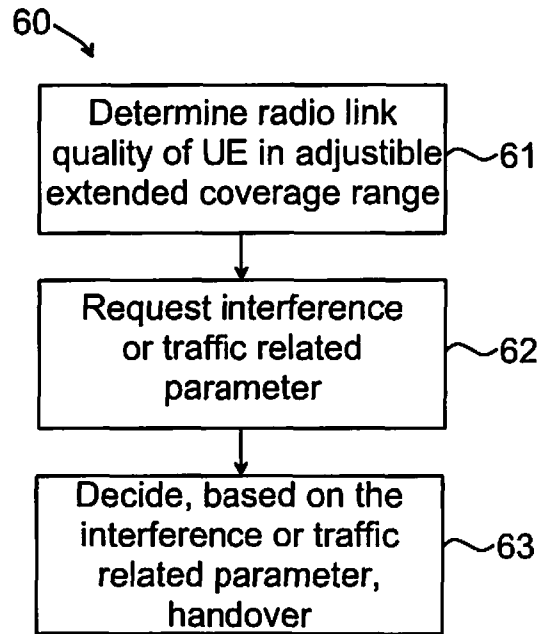 60
Determine radio link
quality of UE in adjustible
extended coverage range
61
Request interference
or traffic related
parameter
62
Decide, based on the
interference or traffic
related parameter,
handover
63